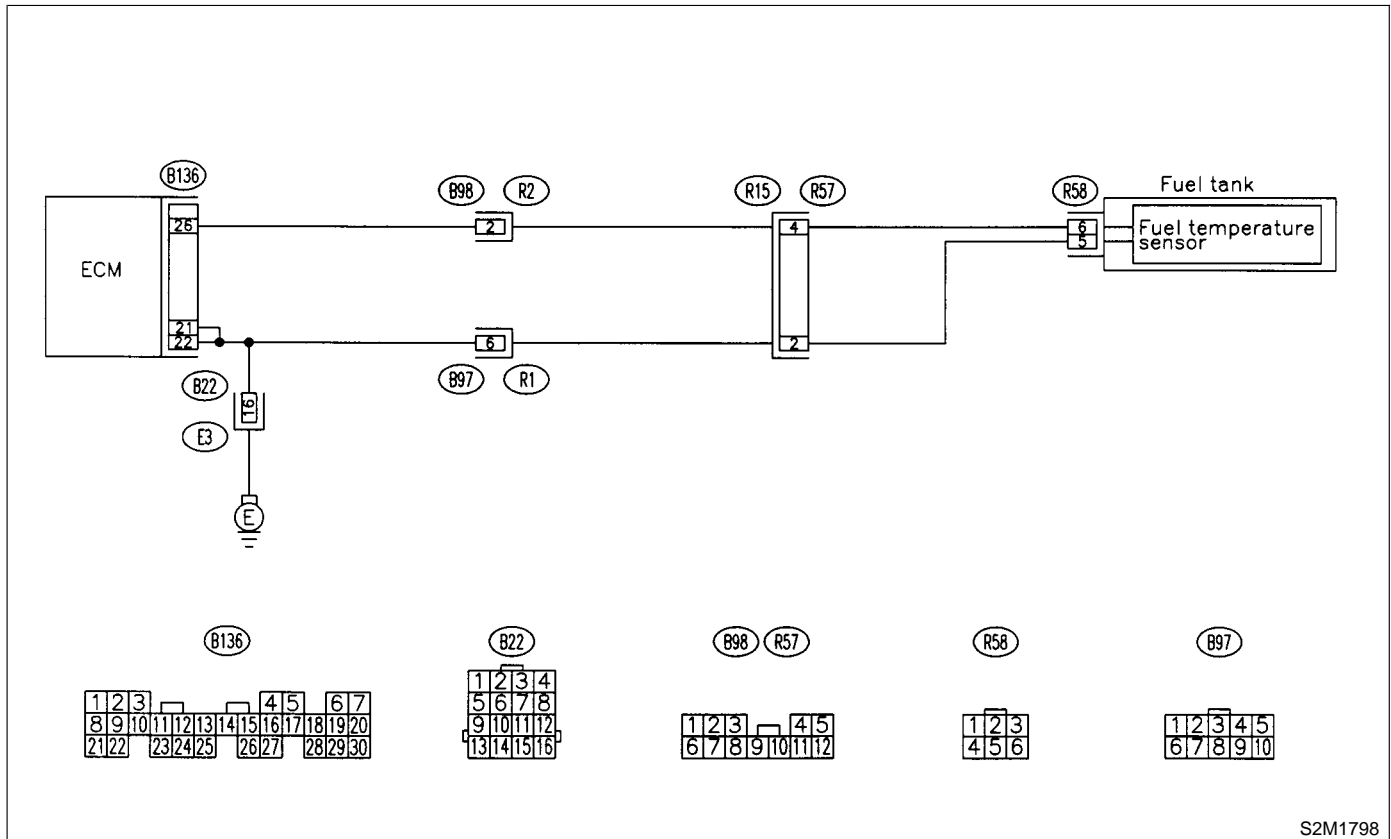 B136
B98 R2
R15 R57
R58
Fuel tank
ECM
26
2
4
6
5
Fuel temperature
sensor
21
22
6
2
B97 R1
B22
16
E3
E
B136
B22
B98 R57
R58
B97
1 2 3 4 5 6 7
8 9 10 11 12 13 14 15 16 17 18 19 20
21 22 23 24 25 26 27 28 29 30
1 2 3 4
5 6 7 8
9 10 11 12
13 14 15 16
1 2 3 4 5
6 7 8 9 10 11 12
1 2 3
4 5 6
1 2 3 4 5
6 7 8 9 10
S2M1798